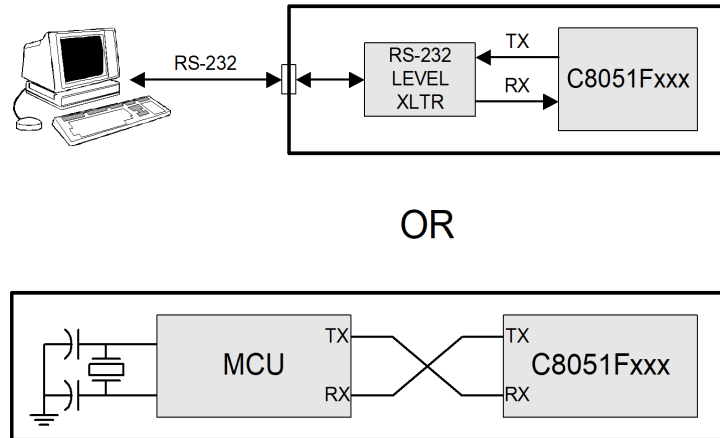 RS-232
RS-232
LEVEL
XLTR
TX
RX
C8051Fxxx
OR
MCU
TX
RX
TX
RX
C8051Fxxx